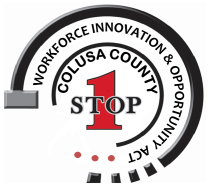 WORKFORCE INNOVATION & OPPORTUNITY ACT
COLUSA COUNTY
1
STOP